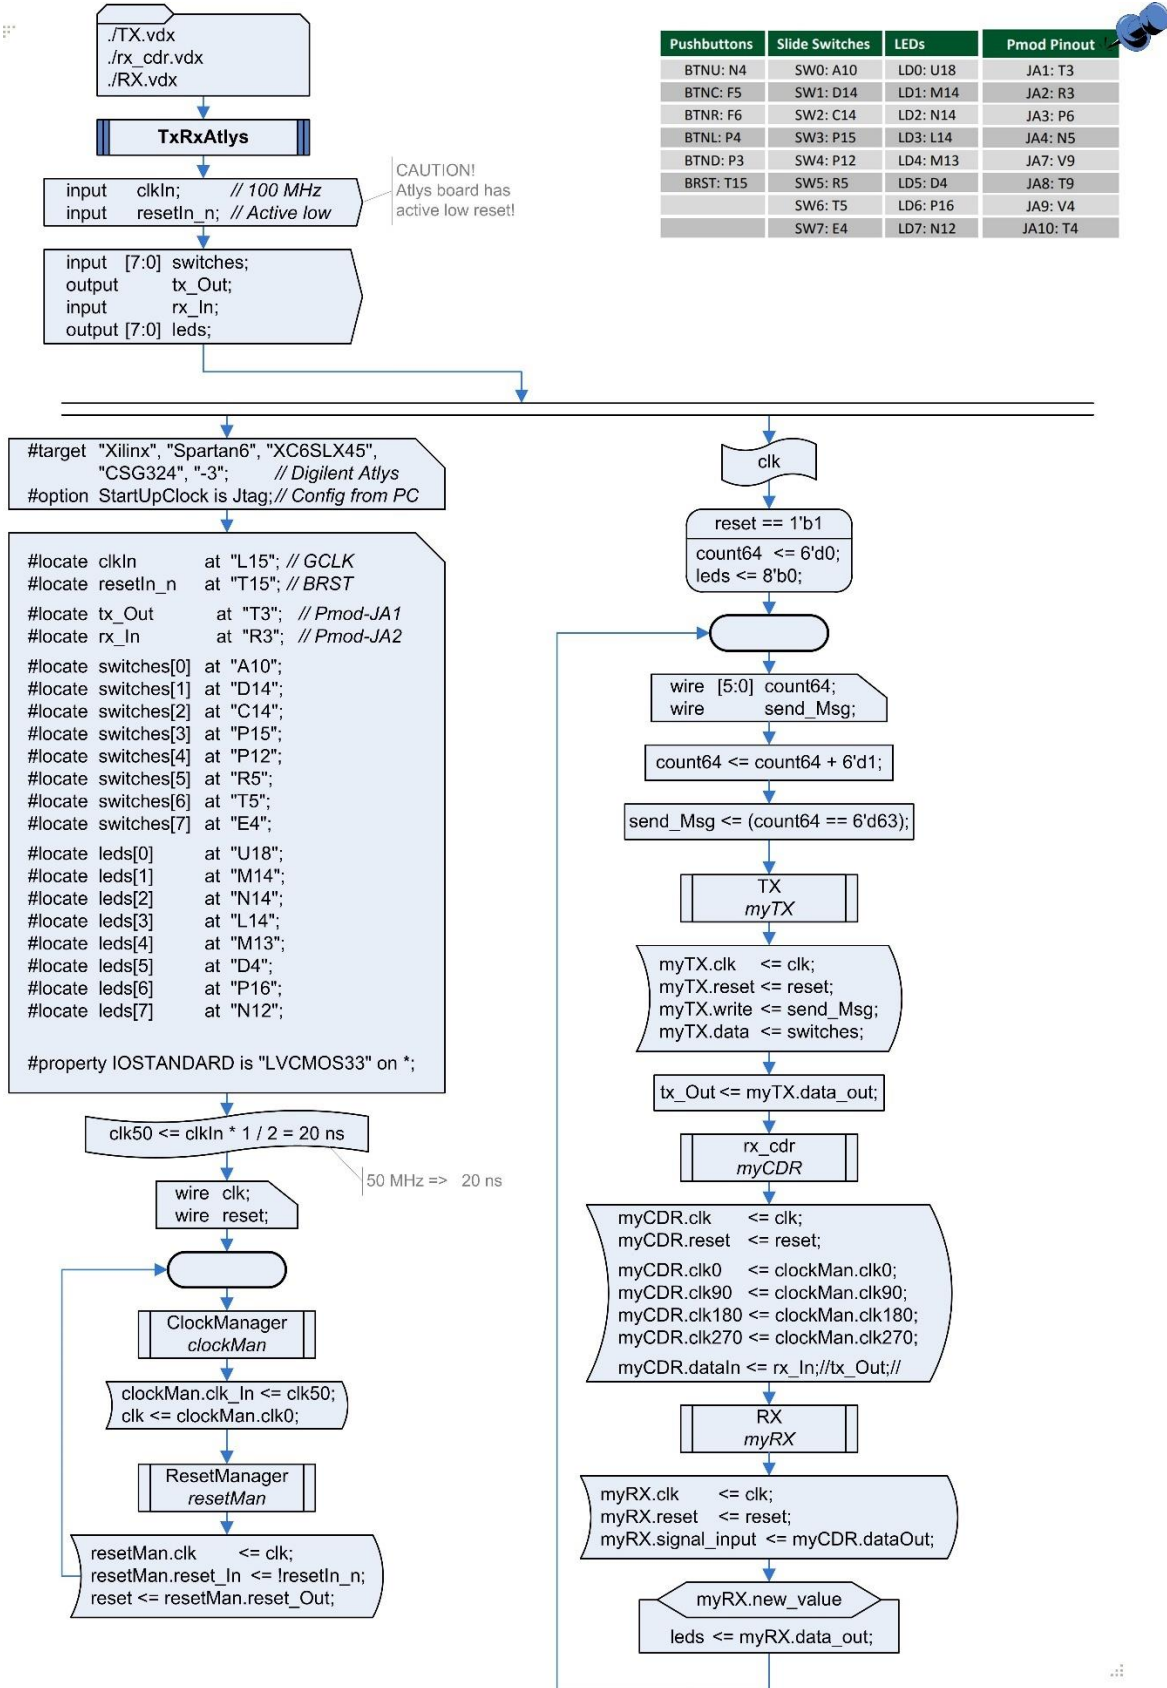 ./TX.vdx
./rx_cdr.vdx
./RX.vdx
TxRxAtlys
input clkIn; // 100 MHz
input resetIn_n; // Active low
CAUTION!
Atlys board has
active low reset!
input [7:0] switches;
output tx_Out;
input rx_In;
output [7:0] leds;
Pushbuttons Slide Switches LEDs Pmod Pinout
BTNU: N4 SW0: A10 LD0: U18 JA1: T3
BTNC: F5 SW1: D14 LD1: M14 JA2: R3
BTNR: F6 SW2: C14 LD2: N14 JA3: P6
BTNL: P4 SW3: P15 LD3: L14 JA4: N5
BTND: P3 SW4: P12 LD4: M13 JA7: V9
BRST: T15 SW5: R5 LD5: D4 JA8: T9
SW6: T5 LD6: P16 JA9: V4
SW7: E4 LD7: N12 JA10: T4
#target "Xilinx", "Spartan6", "XC6SLX45",
"CSG324", "-3"; // Digilent Atlys
#option StartUpClock is Jtag; // Config from PC
#locate clkIn at "L15"; // GCLK
#locate resetIn_n at "T15"; // BRST
#locate tx_Out at "T3"; // Pmod-JA1
#locate rx_In at "R3"; // Pmod-JA2
#locate switches[0] at "A10";
#locate switches[1] at "D14";
#locate switches[2] at "C14";
#locate switches[3] at "P15";
#locate switches[4] at "P12";
#locate switches[5] at "R5";
#locate switches[6] at "T5";
#locate switches[7] at "E4";
#locate leds[0] at "U18";
#locate leds[1] at "M14";
#locate leds[2] at "N14";
#locate leds[3] at "L14";
#locate leds[4] at "M13";
#locate leds[5] at "D4";
#locate leds[6] at "P16";
#locate leds[7] at "N12";
#property IOSTANDARD is "LVCMOS33" on *;
clk50 <= clkIn * 1 / 2 = 20 ns
50 MHz => 20 ns
wire clk;
wire reset;
ClockManager
clockMan
clockMan.clk_In <= clk50;
clk <= clockMan.clk0;
ResetManager
resetMan
resetMan.clk <= clk;
resetMan.reset_In <= !resetIn_n;
reset <= resetMan.reset_Out;
clk
reset == 1'b1
count64 <= 6'd0;
leds <= 8'b0;
wire [5:0] count64;
wire send_Msg;
count64 <= count64 + 6'd1;
send_Msg <= (count64 == 6'd63);
TX
myTX
myTX.clk <= clk;
myTX.reset <= reset;
myTX.write <= send_Msg;
myTX.data <= switches;
tx_Out <= myTX.data_out;
rx_cdr
myCDR
myCDR.clk <= clk;
myCDR.reset <= reset;
myCDR.clk0 <= clockMan.clk0;
myCDR.clk90 <= clockMan.clk90;
myCDR.clk180 <= clockMan.clk180;
myCDR.clk270 <= clockMan.clk270;
myCDR.dataIn <= rx_In;//tx_Out;//
RX
myRX
myRX.clk <= clk;
myRX.reset <= reset;
myRX.signal_input <= myCDR.dataOut;
myRX.new_value
leds <= myRX.data_out;